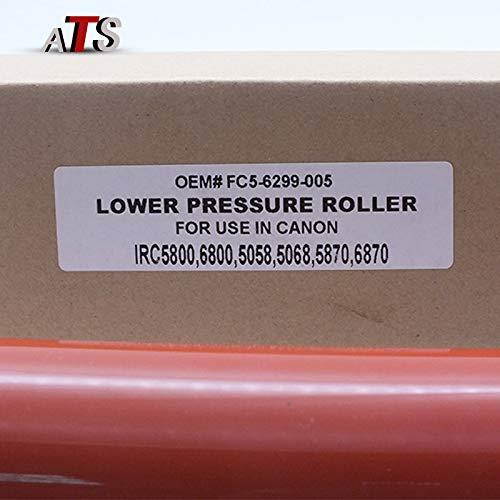 ATS
OEM# FC5-6299-005
LOWER PRESSURE ROLLER
FOR USE IN CANON
IRC5800,6800,5058,5068,5870,6870